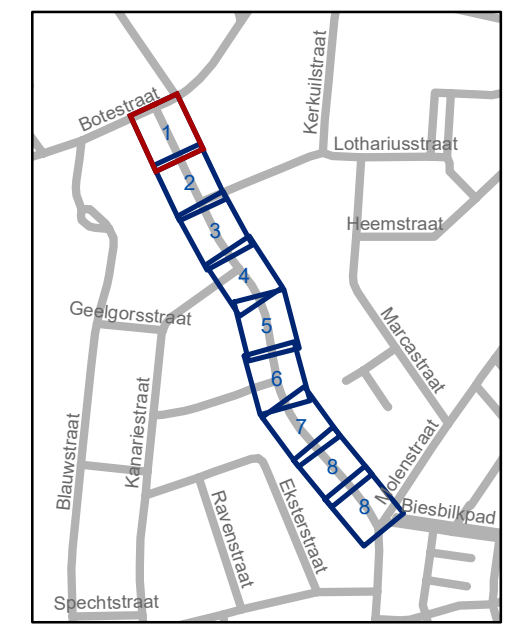 Botestraat
Kerkuilstraat
Lothariusstraat
1
2
Heemstraat
3
4
Geelgorsstraat
5
Marcastraat
6
Kanariestraat
Blauwstraat
7
Molenstraat
8
8
Biesbilkpad
Eksterstraat
Ravenstraat
Spechtstraat